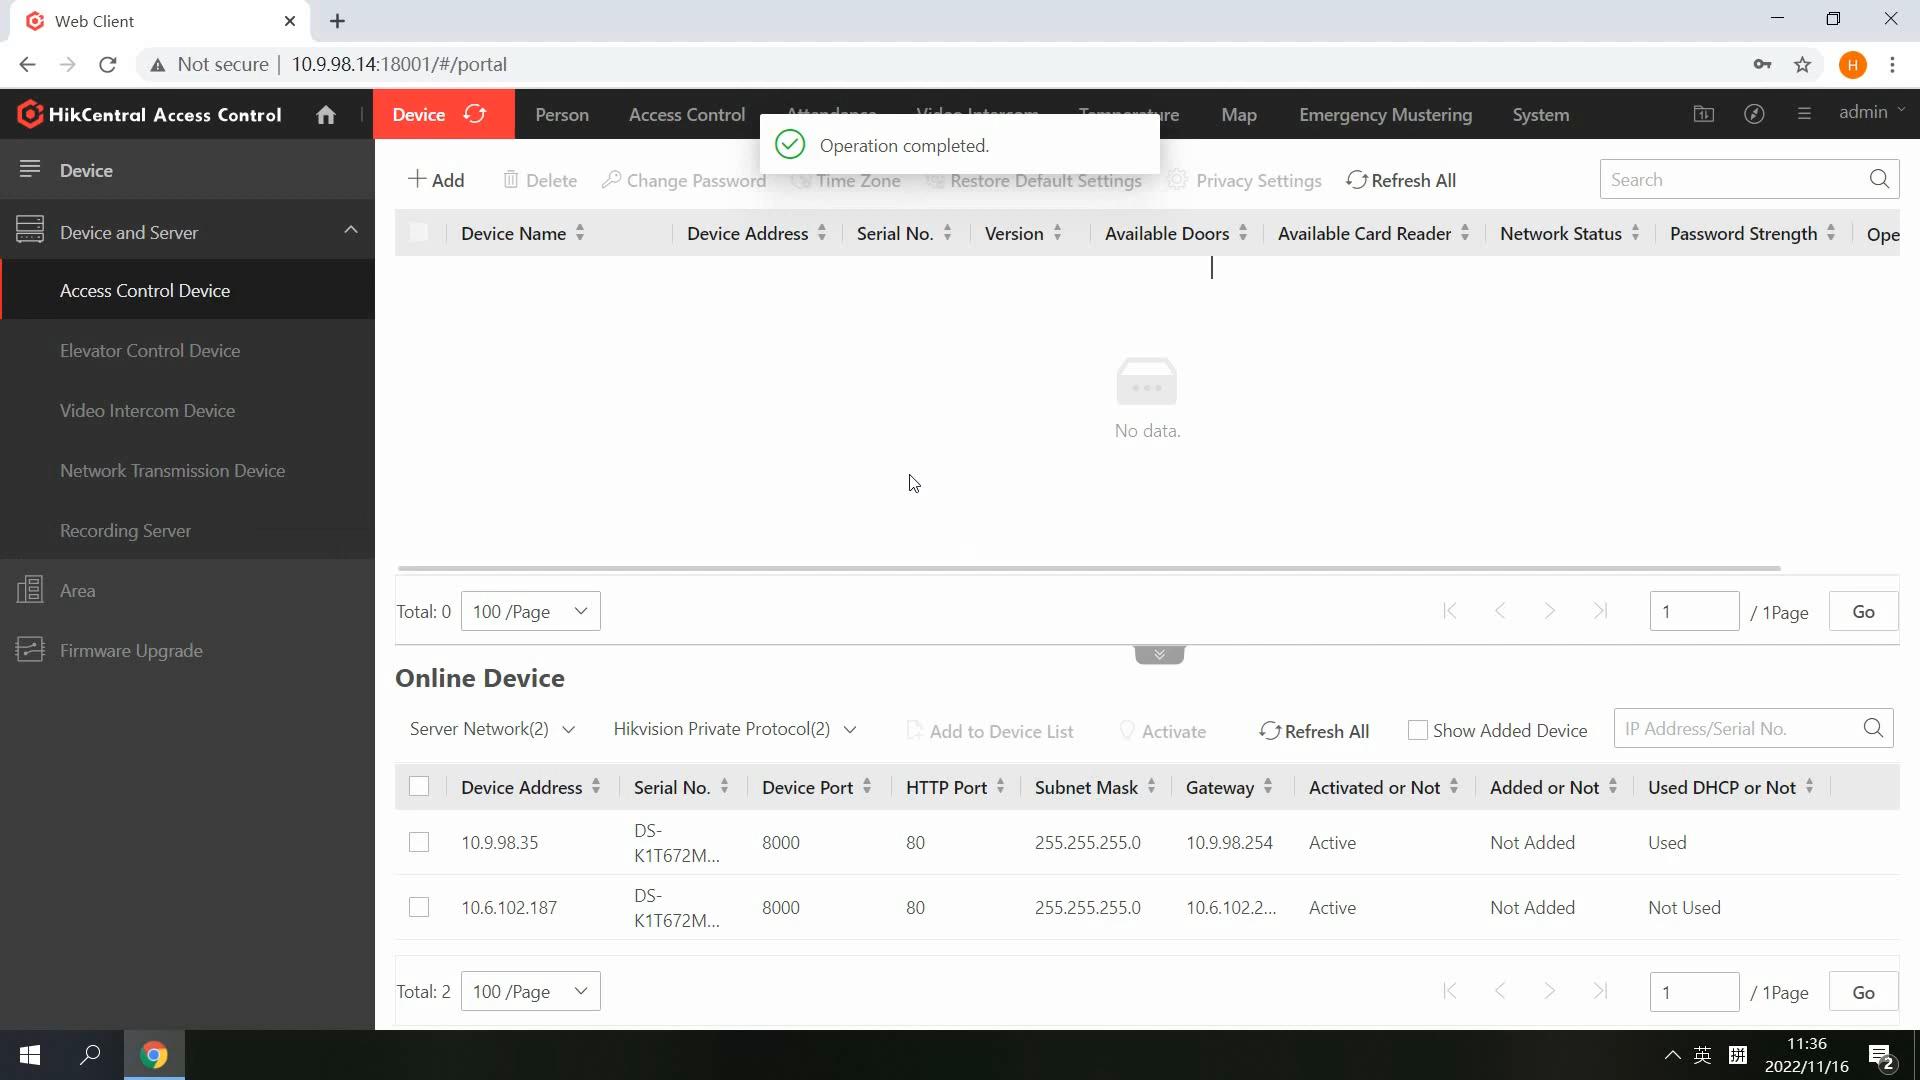 Web Client
Not secure 10.9.98.14:18001/#/portal
H
HikCentral Access Control
Device
Person
Access Control
Map
Emergency Mustering
System
admin
Operation completed.
Device
Device and Server
Access Control Device
Elevator Control Device
Video Intercom Device
Network Transmission Device
Recording Server
Area
Firmware Upgrade
Add Delete Change Password Time Zone Restore Default Settings Privacy Settings Refresh All Search
Device Name Device Address Serial No. Version Available Doors Available Card Reader Network Status Password Strength Ope
No data.
Total: 0 100 /Page 1 / 1Page Go
Online Device
Server Network(2) Hikvision Private Protocol(2) Add to Device List Activate Refresh All Show Added Device IP Address/Serial No.
Device Address Serial No. Device Port HTTP Port Subnet Mask Gateway Activated or Not Added or Not Used DHCP or Not
10.9.98.35 DS-K1T672M... 8000 80 255.255.255.0 10.9.98.254 Active Not Added Used
10.6.102.187 DS-K1T672M... 8000 80 255.255.255.0 10.6.102.2... Active Not Added Not Used
Total: 2 100 /Page 1 / 1Page Go
英 拼 11:36
2022/11/16
2